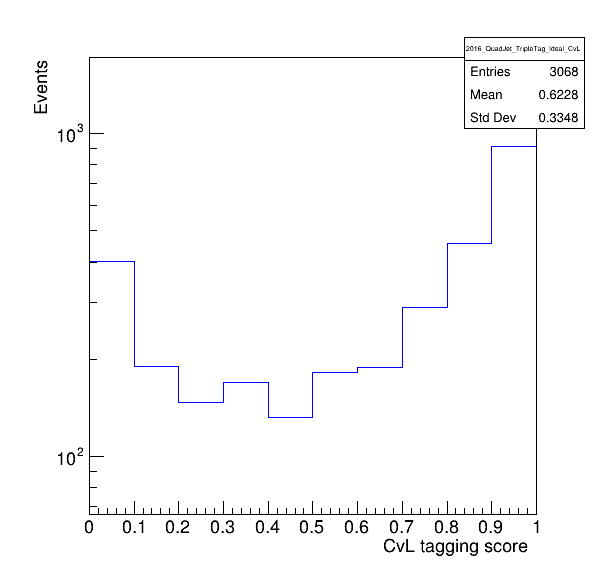 2016_QuadJet_TripleTag_Ideal_CvL
Entries 3068
Mean 0.6228
Std Dev 0.3348
Events
10^3
10^2
0 0.1 0.2 0.3 0.4 0.5 0.6 0.7 0.8 0.9 1
CvL tagging score